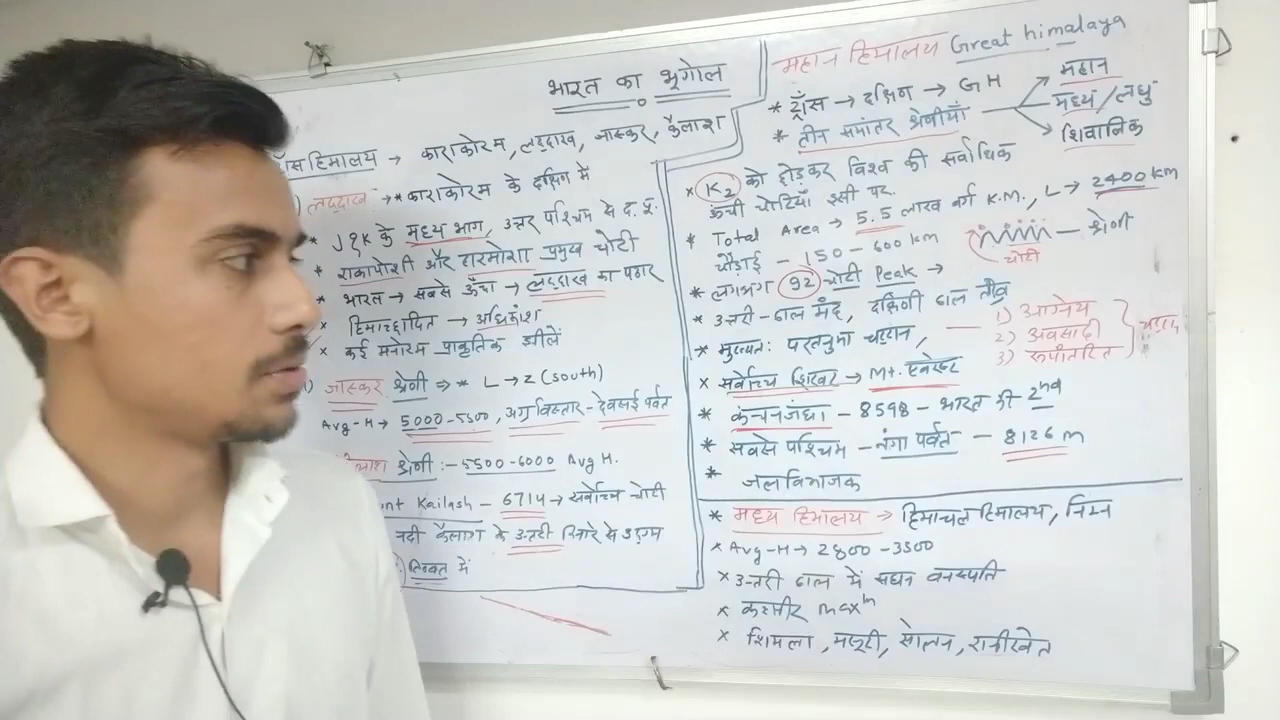 भारत का भूगोल
ॉसहिमालय → काराकोरम, लद्दाख, जास्कर, कैलाश
लद्दाख :→ * काराकोरम के दक्षिण में
* J&K के मध्य भाग, उत्तर पश्चिम से द. पू.
* राकापोशी और हारमोश प्रमुख चोटी
* भारत → सबसे ऊँचा → लद्दाख का पठार
* हिमाच्छादित → अधिकांश
* कई मनोरम प्राकृतिक झीलें
जास्कर श्रेणी ⇒ * L → Z (South)
Avg-H → 5000-5500, अग्रविस्तार - देवसाई पर्वत
श्रेणी :- 5500-6000 Avg H.
nt Kailash - 6714 → सर्वोच्च चोटी
नदी कैलाश के उत्तरी से उद्गम
तिब्बत में
महान हिमालय Great himalaya
* ट्राँस → दक्षिण → GH
* तीन समांतर श्रेणीयाँ
महान
मध्य / लघु
शिवालिक
* K2 को छोड़कर विश्व की सर्वाधिक
ऊँची चोटियाँ इसी पर.
* Total Area → 5.5 लाख वर्ग K.M., L → 2400 KM
चौड़ाई - 150 - 600 km
श्रेणी
चोटी
* लगभग 92 चोटी Peak →
* उत्तरी - ढाल मंद, दक्षिणी ढाल तीव्र
* मुख्यतः परतनुमा चट्टान,
1) आग्नेय
2) अवसादी
3) रूपांतरित
* सर्वोच्च शिखर → Mt. एवरेस्ट
* कंचनजंघा - 8598 - भारत की 2nd
* सबसे पश्चिम - नंगा पर्वत - 8126 m
* जलविभाजक
* मध्य हिमालय → हिमाचल हिमालय, निम्न
* Avg-H → 2800 - 3500
* उत्तरी ढाल में सघन वनस्पति
* कश्मीर
* शिमला, मसूरी, सोलन, रानीखेत